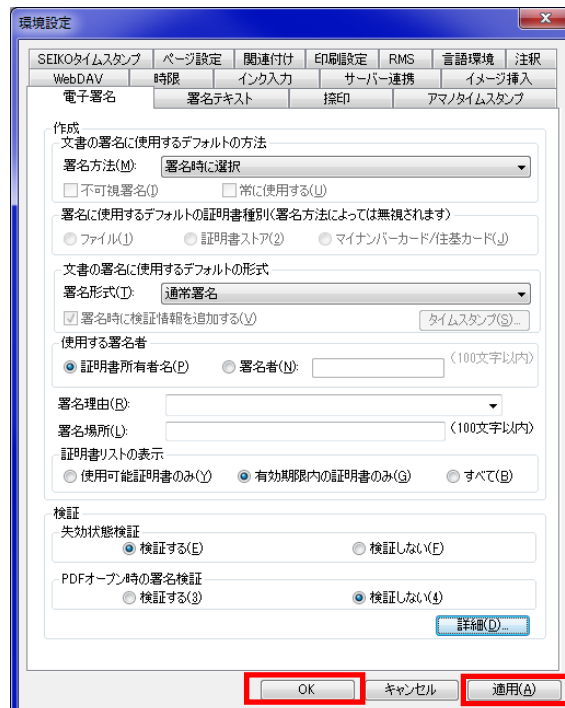 環境設定
SEIKOタイムスタンプ ページ設定 関連付け 印刷設定 RMS 言語環境 注釈
WebDAV 時限 インク入力 サーバー連携 イメージ挿入
電子署名 署名テキスト 捺印 アマノタイムスタンプ
作成
文書の署名に使用するデフォルトの方法
署名方法(M): 署名時に選択
不可視署名(I) 常に使用する(U)
署名に使用するデフォルトの証明書種別(署名方法によっては無視されます)
ファイル(1) 証明書ストア(2) マイナンバーカード/住基カード(J)
文書の署名に使用するデフォルトの形式
署名形式(T): 通常署名
署名時に検証情報を追加する(V) タイムスタンプ(S)...
使用する署名者
証明書所有者名(P) 署名者(N): (100文字以内)
署名理由(R):
署名場所(L): (100文字以内)
証明書リストの表示
使用可能証明書のみ(Y) 有効期限内の証明書のみ(G) すべて(B)
検証
失効状態検証
検証する(E) 検証しない(F)
PDFオープン時の署名検証
検証する(3) 検証しない(4)
詳細(D)...
OK キャンセル 適用(A)